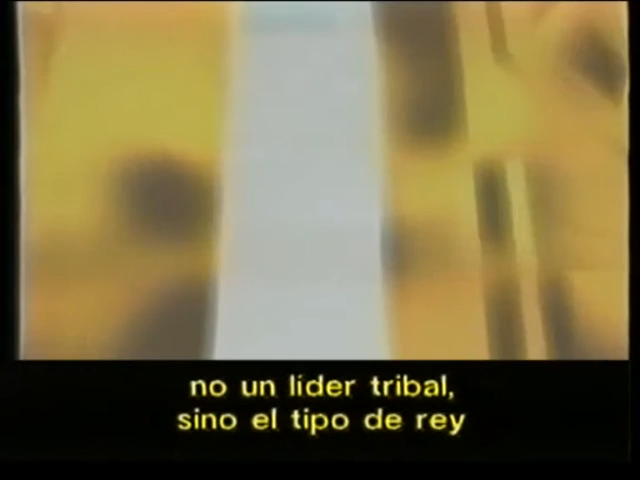 no un líder tribal,
sino el tipo de rey